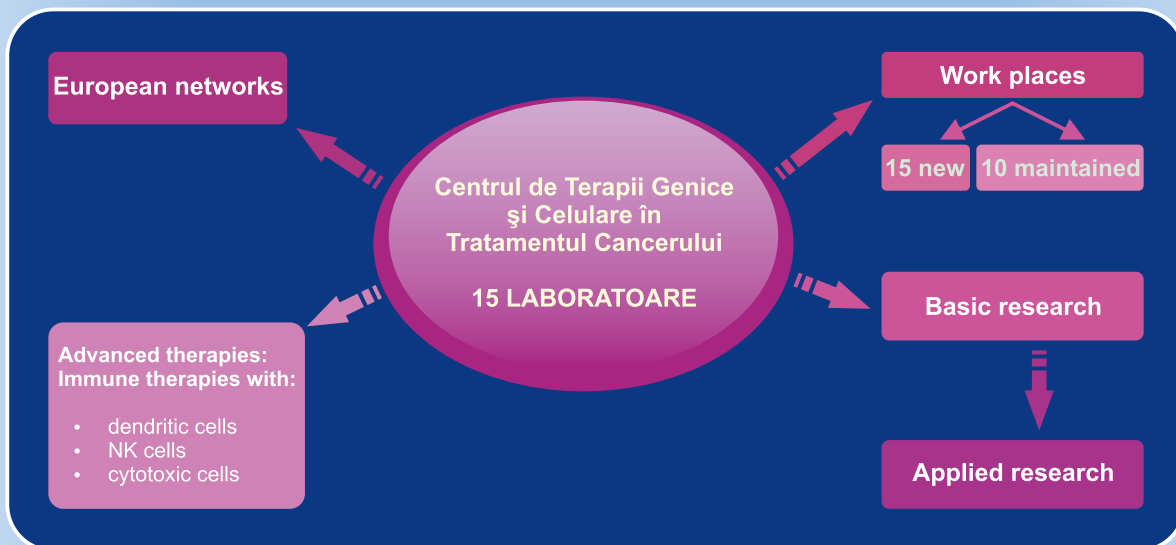 European networks
Work places
15 new
10 maintained
Centrul de Terapii Genice
şi Celulare în
Tratamentul Cancerului
15 LABORATOARE
Basic research
Advanced therapies:
Immune therapies with:
• dendritic cells
• NK cells
• cytotoxic cells
Applied research